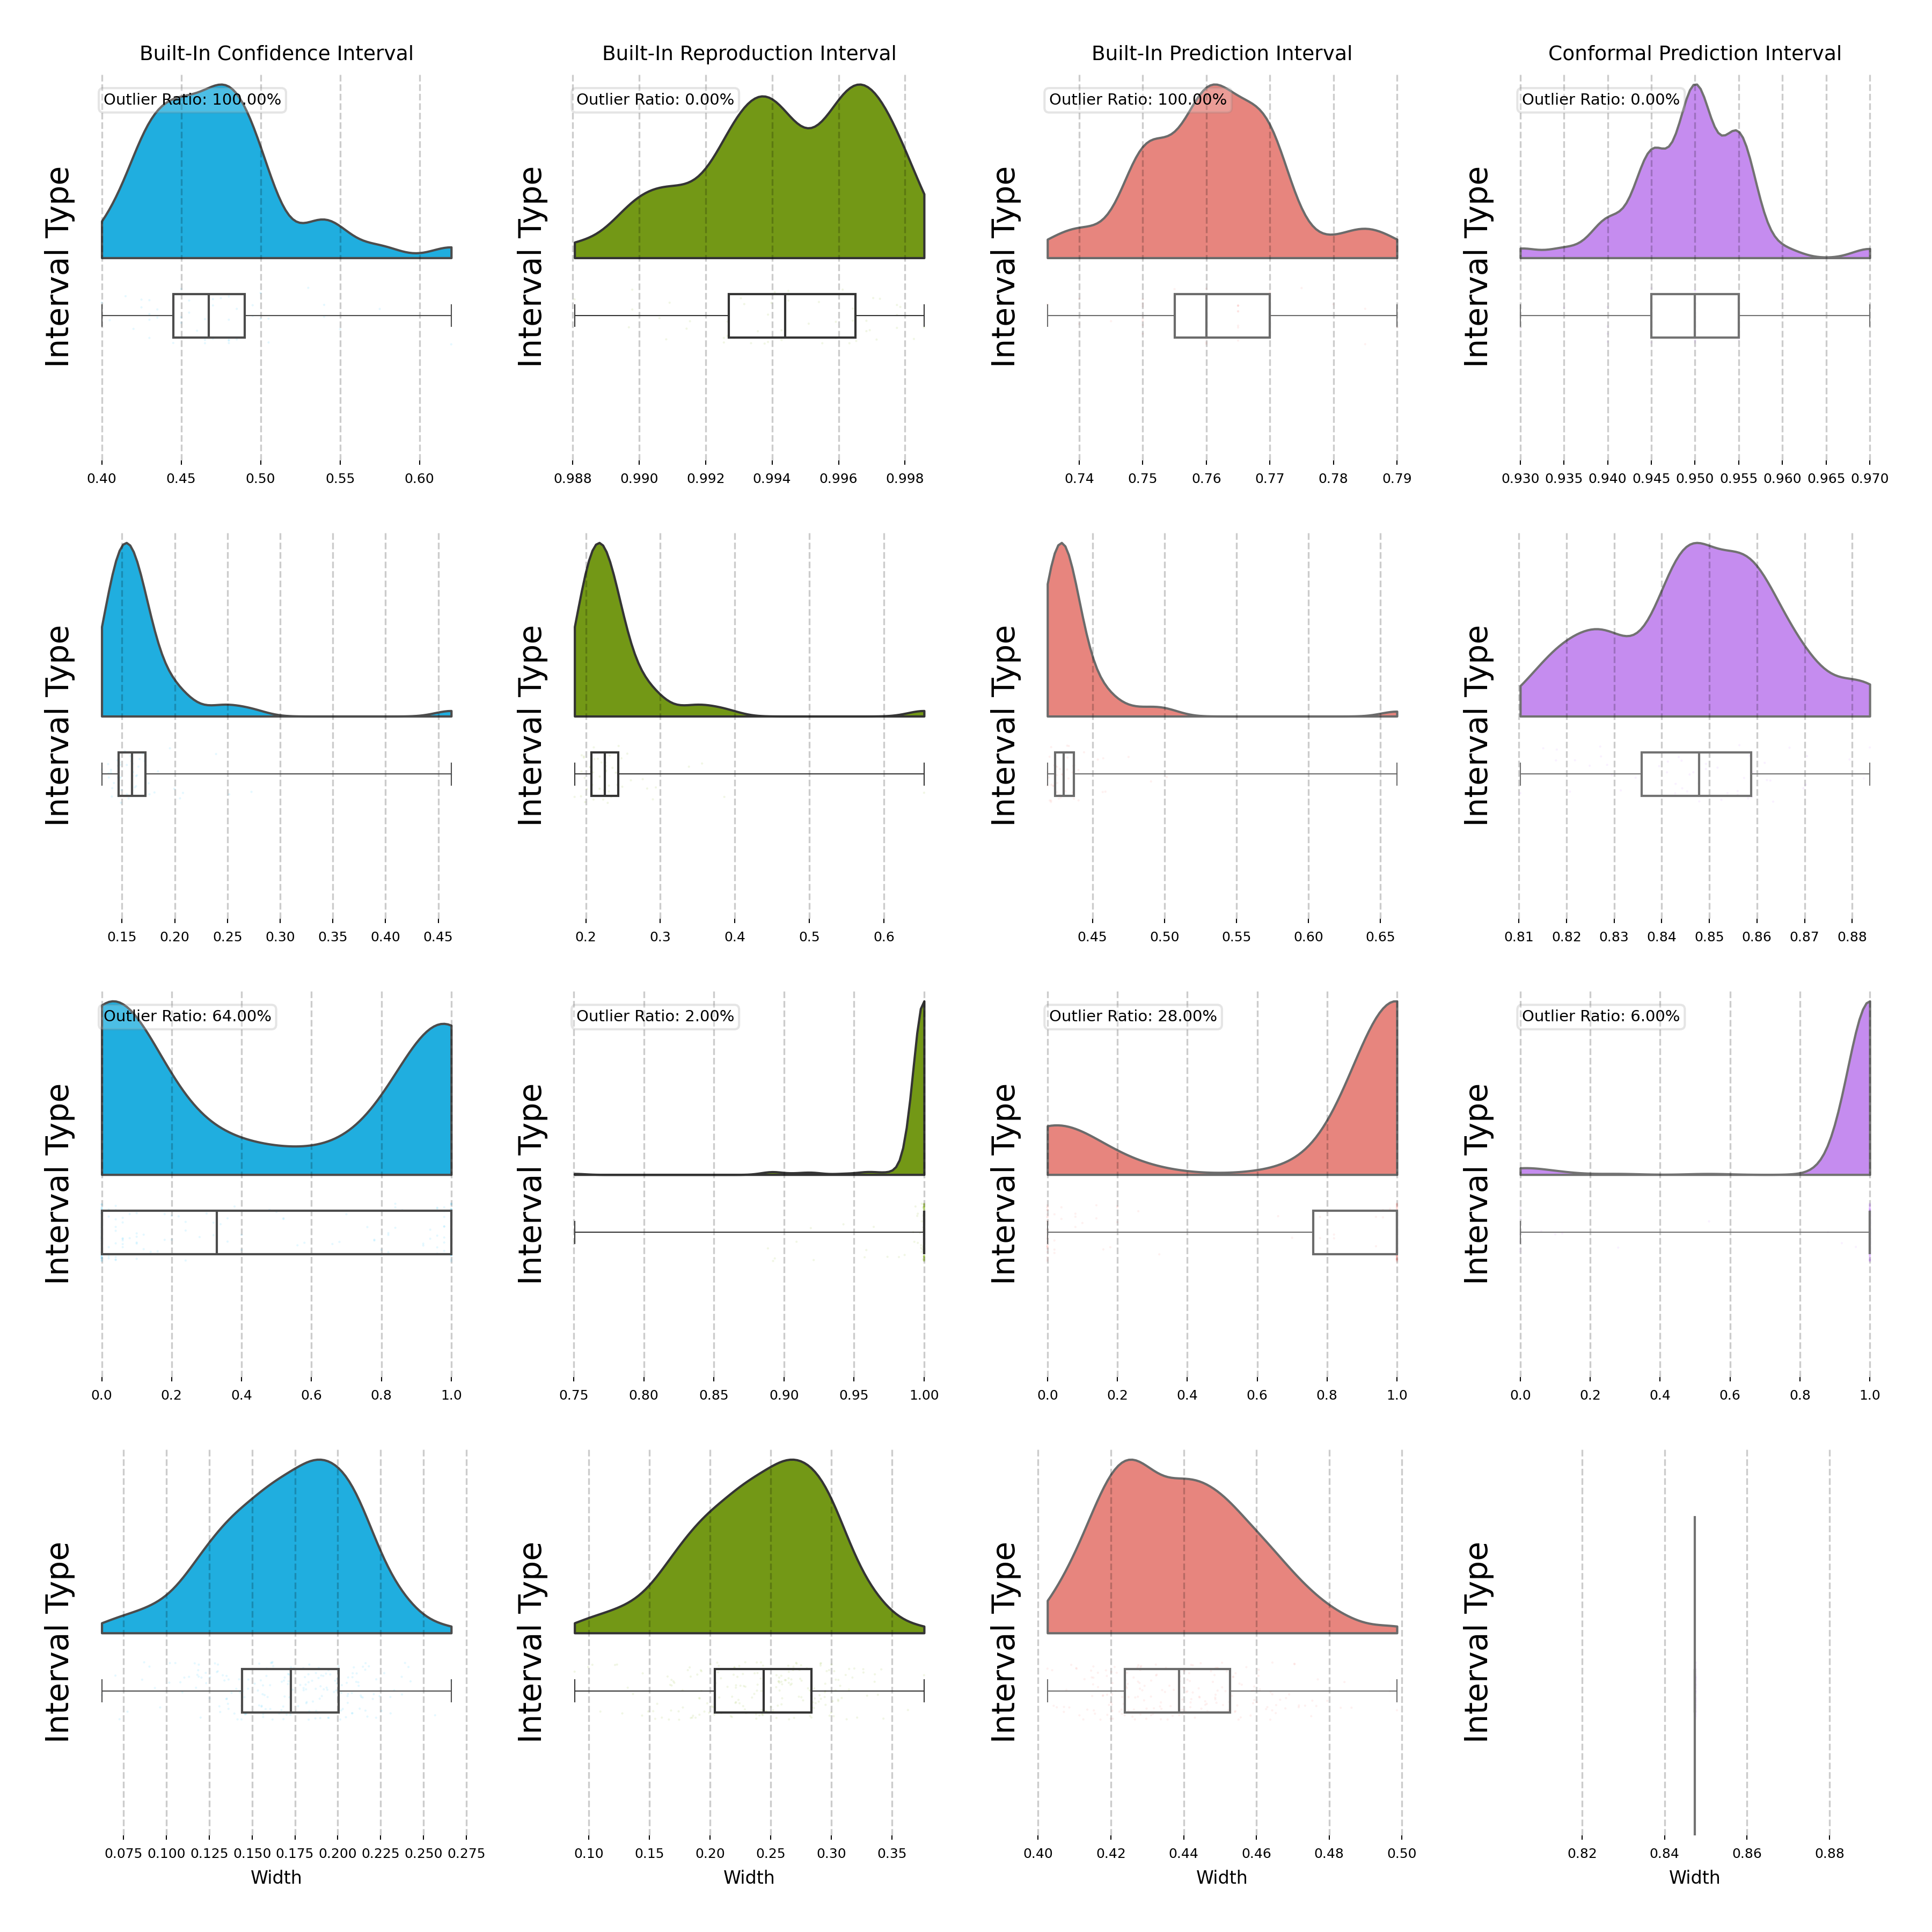 Built-In Confidence Interval Built-In Reproduction Interval Built-In Prediction Interval Conformal Prediction Interval
Outlier Ratio: 100.00% Outlier Ratio: 0.00% Outlier Ratio: 100.00% Outlier Ratio: 0.00%
Interval Type Interval Type Interval Type Interval Type
0.40 0.45 0.50 0.55 0.60 0.988 0.990 0.992 0.994 0.996 0.998 0.74 0.75 0.76 0.77 0.78 0.79 0.930 0.935 0.940 0.945 0.950 0.955 0.960 0.965 0.970
Interval Type Interval Type Interval Type Interval Type
0.15 0.20 0.25 0.30 0.35 0.40 0.45 0.2 0.3 0.4 0.5 0.6 0.45 0.50 0.55 0.60 0.65 0.81 0.82 0.83 0.84 0.85 0.86 0.87 0.88
Outlier Ratio: 64.00% Outlier Ratio: 2.00% Outlier Ratio: 28.00% Outlier Ratio: 6.00%
Interval Type Interval Type Interval Type Interval Type
0.0 0.2 0.4 0.6 0.8 1.0 0.75 0.80 0.85 0.90 0.95 1.00 0.0 0.2 0.4 0.6 0.8 1.0 0.0 0.2 0.4 0.6 0.8 1.0
Interval Type Interval Type Interval Type Interval Type
0.075 0.100 0.125 0.150 0.175 0.200 0.225 0.250 0.275 0.10 0.15 0.20 0.25 0.30 0.35 0.40 0.42 0.44 0.46 0.48 0.50 0.82 0.84 0.86 0.88
Width Width Width Width